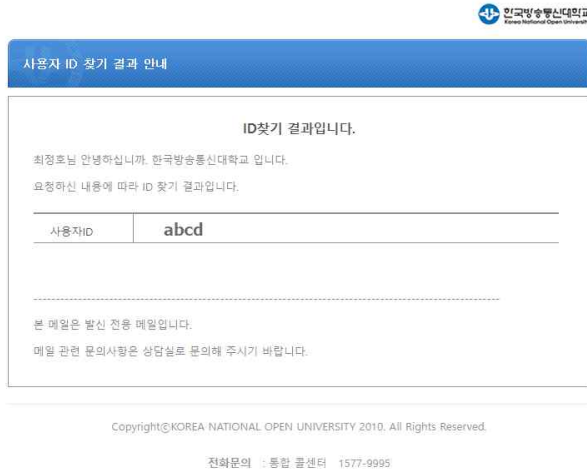 한국방송통신대학교
Korea National Open University
사용자 ID 찾기 결과 안내
ID찾기 결과입니다.
최정호님 안녕하십니까. 한국방송통신대학교 입니다.
요청하신 내용에 따라 ID 찾기 결과입니다.
사용자ID abcd
본 메일은 발신 전용 메일입니다.
메일 관련 문의사항은 상담실로 문의해 주시기 바랍니다.
CopyrightⓒKOREA NATIONAL OPEN UNIVERSITY 2010. All Rights Reserved.
전화문의 : 통합 콜센터 1577-9995